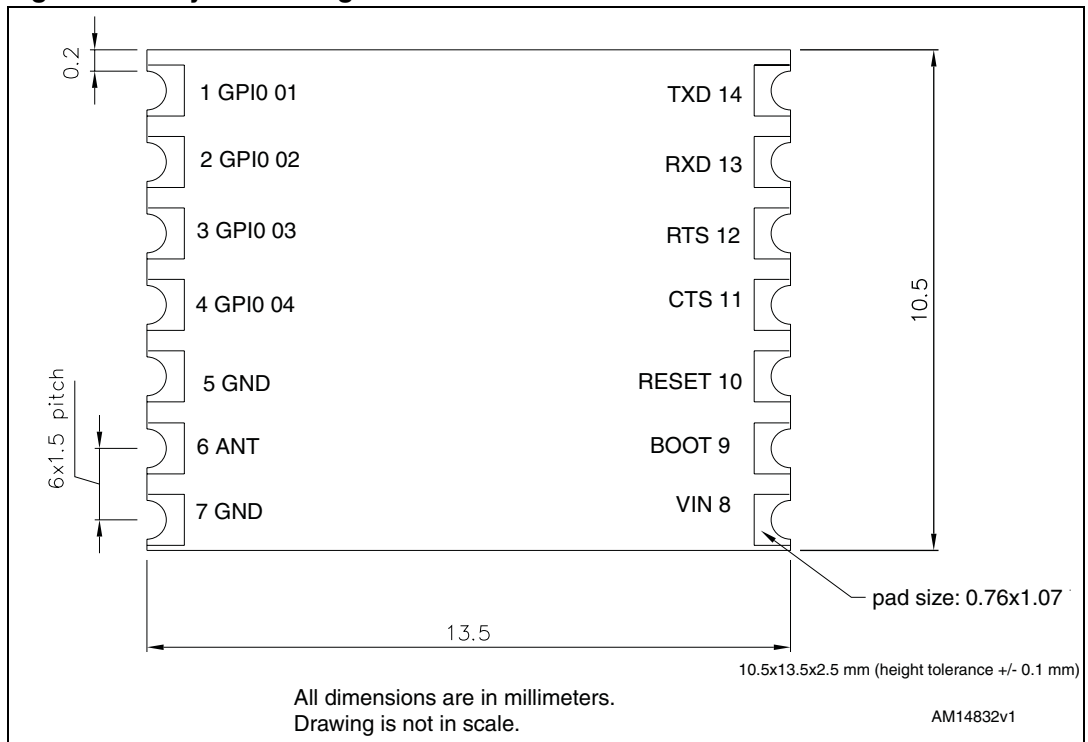 0.2
1 GPI0 01
TXD 14
2 GPI0 02
RXD 13
3 GPI0 03
RTS 12
4 GPI0 04
CTS 11
10.5
5 GND
RESET 10
6x1.5 pitch
6 ANT
BOOT 9
7 GND
VIN 8
pad size: 0.76x1.07
13.5
10.5x13.5x2.5 mm (height tolerance +/- 0.1 mm)
All dimensions are in millimeters.
Drawing is not in scale.
AM14832v1